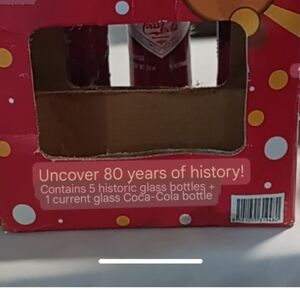 Uncover 80 years of history!
Contains 5 historic glass bottles +
1 current glass Coca-Cola bottle